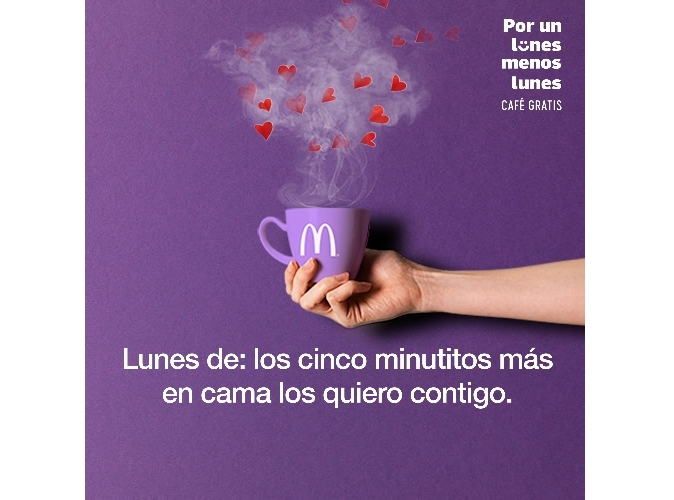 Por un
lunes
menos
lunes
CAFÉ GRATIS
M
Lunes de: los cinco minutitos más
en cama los quiero contigo.